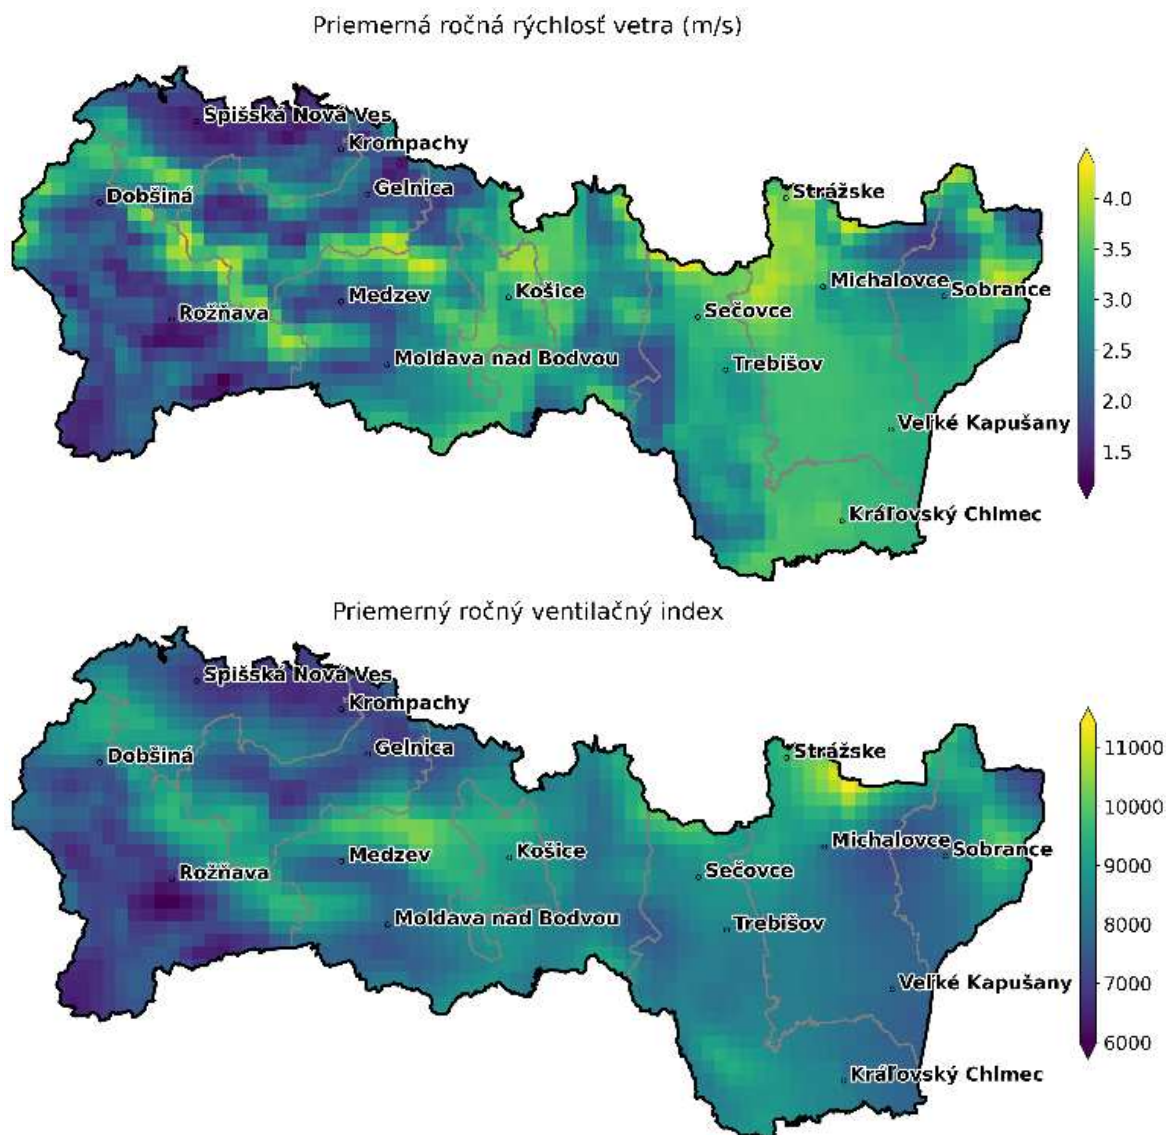 Priemerná ročná rýchlosť vetra (m/s)
Spišská Nová Ves
Krompachy
Dobšiná
Gelnica
Strážske
4.0
3.5
Medzev
Košice
Michalovce
Sobrance
3.0
Rožňava
Sečovce
2.5
Moldava nad Bodvou
Trebišov
2.0
Veľké Kapušany
1.5
Kráľovský Chlmec
Priemerný ročný ventilačný index
Spišská Nová Ves
Krompachy
Dobšiná
Gelnica
Strážske
11000
10000
Medzev
Košice
Michalovce
Sobrance
9000
Rožňava
Sečovce
8000
Moldava nad Bodvou
Trebišov
7000
Veľké Kapušany
6000
Kráľovský Chlmec